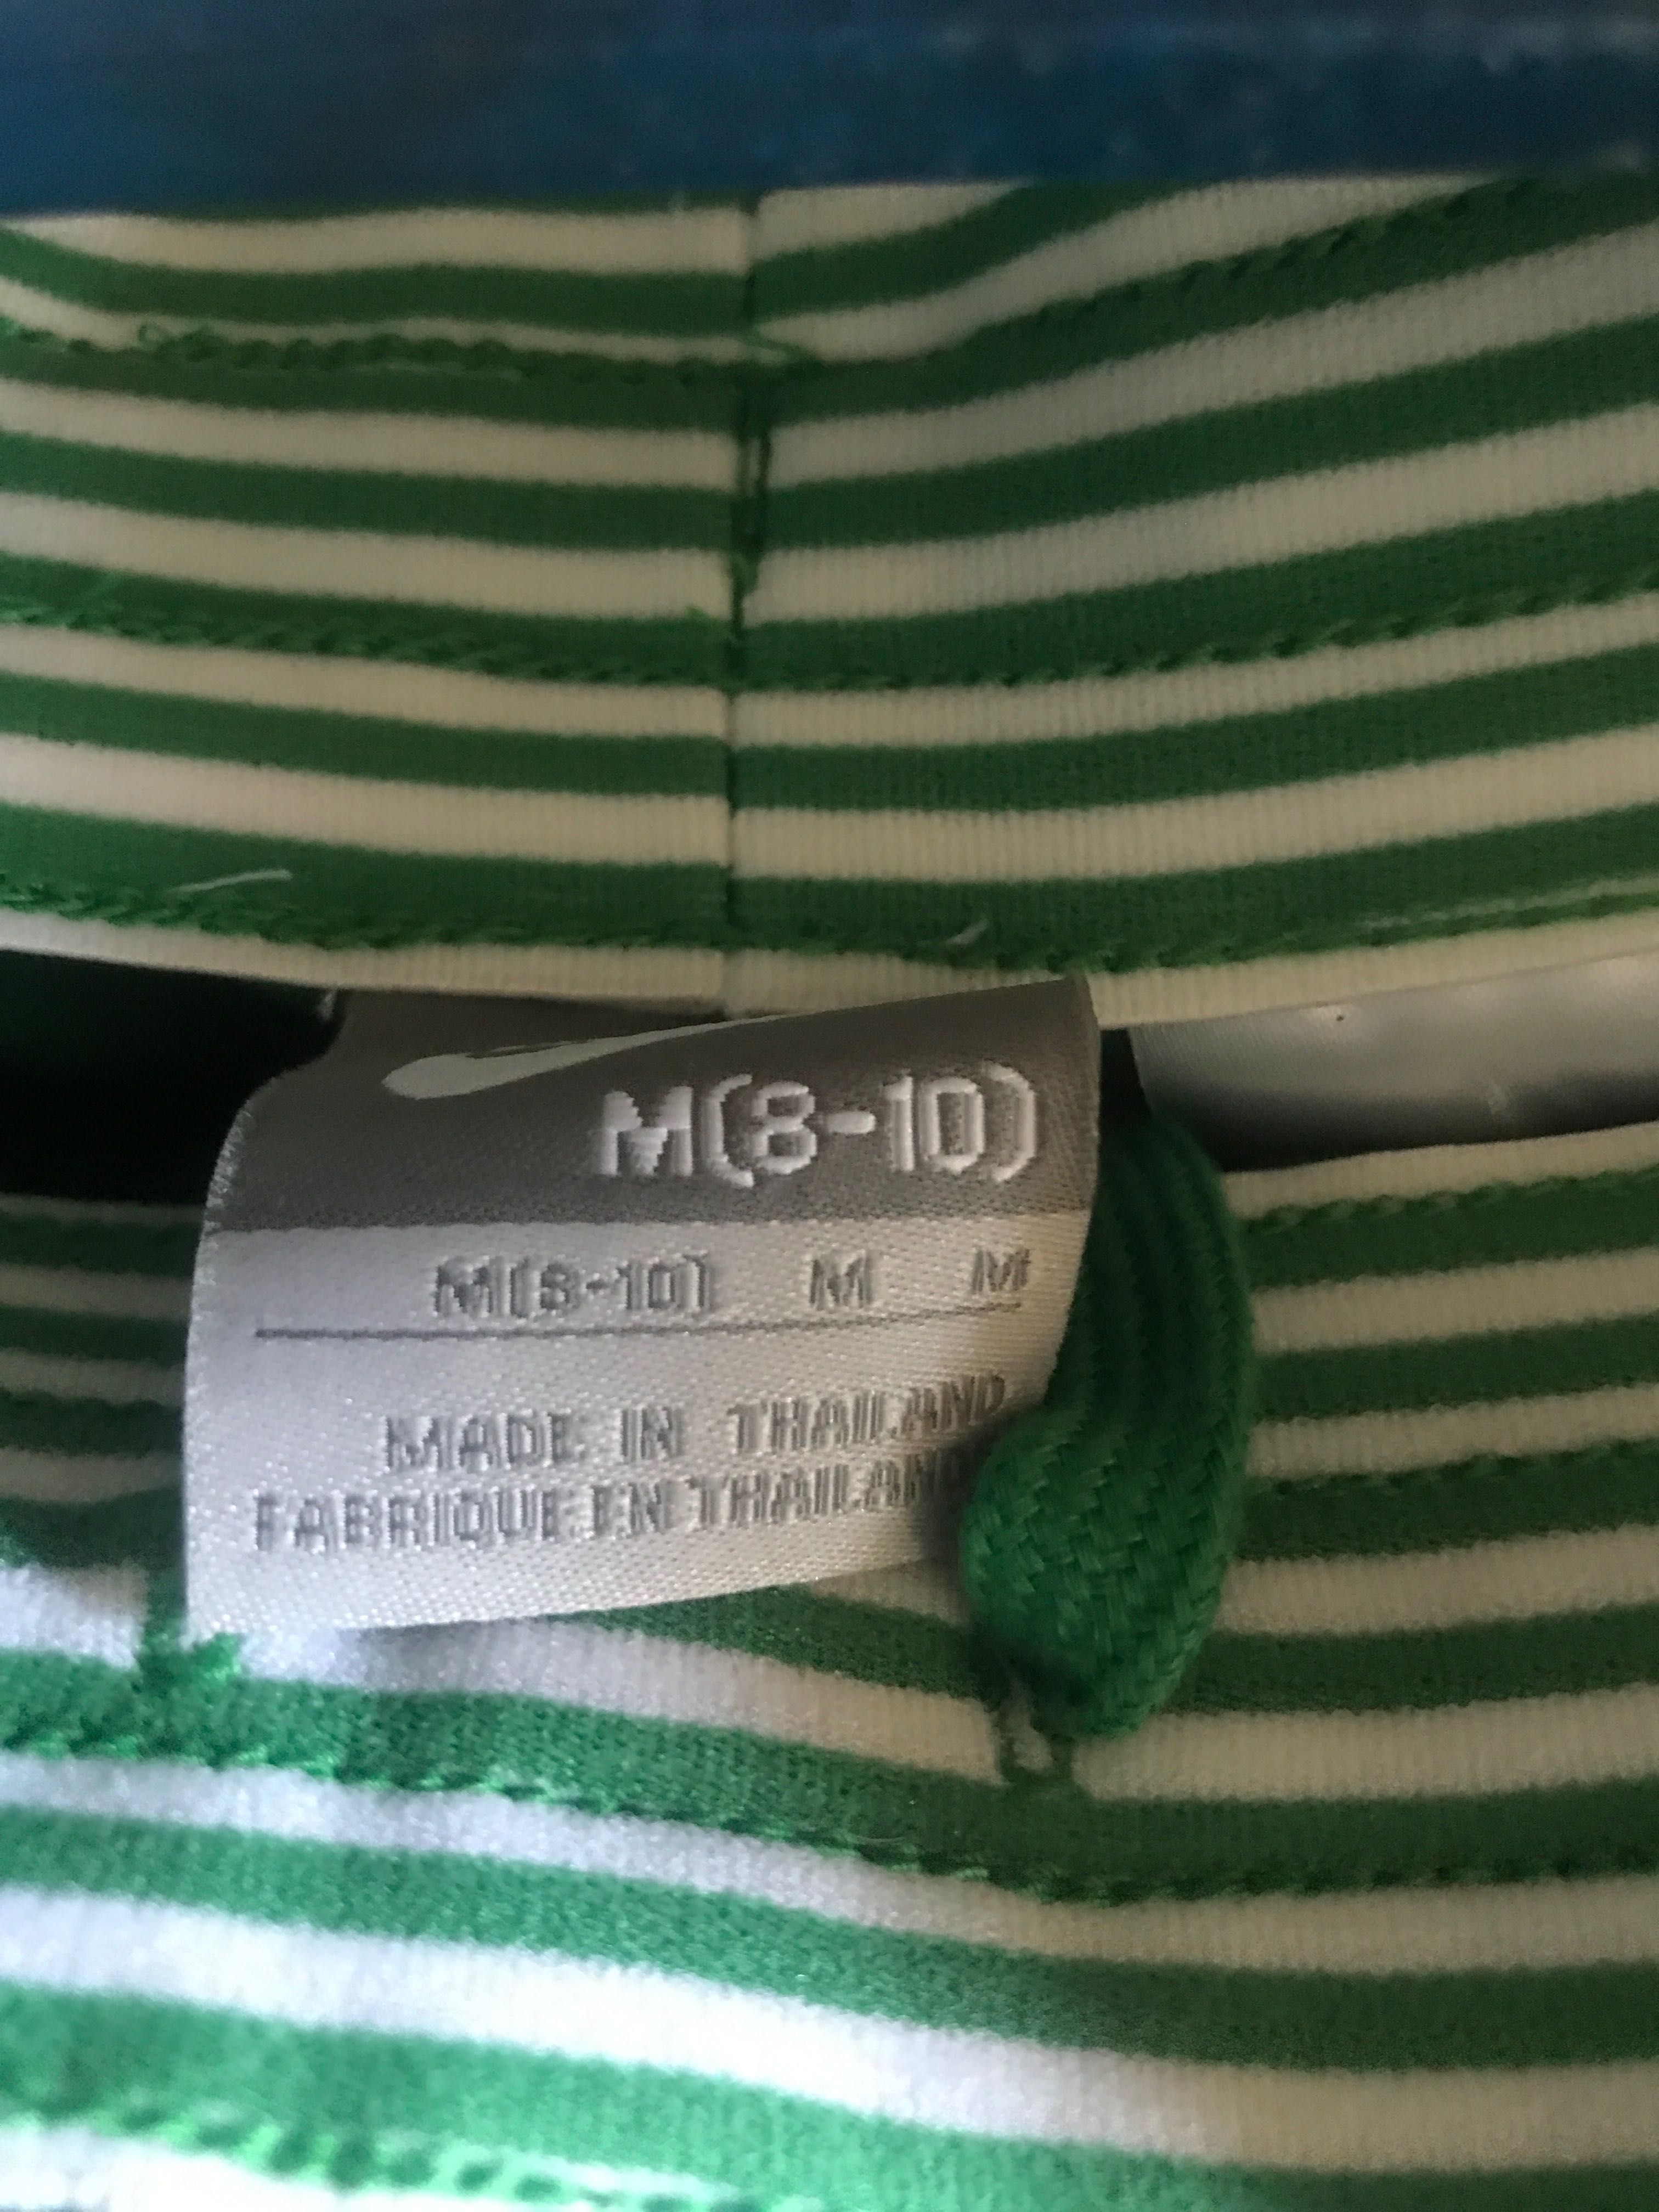 M(8-10)
M(8-10) M M
MADE IN THAILAND
FABRIQUE EN THAILAND